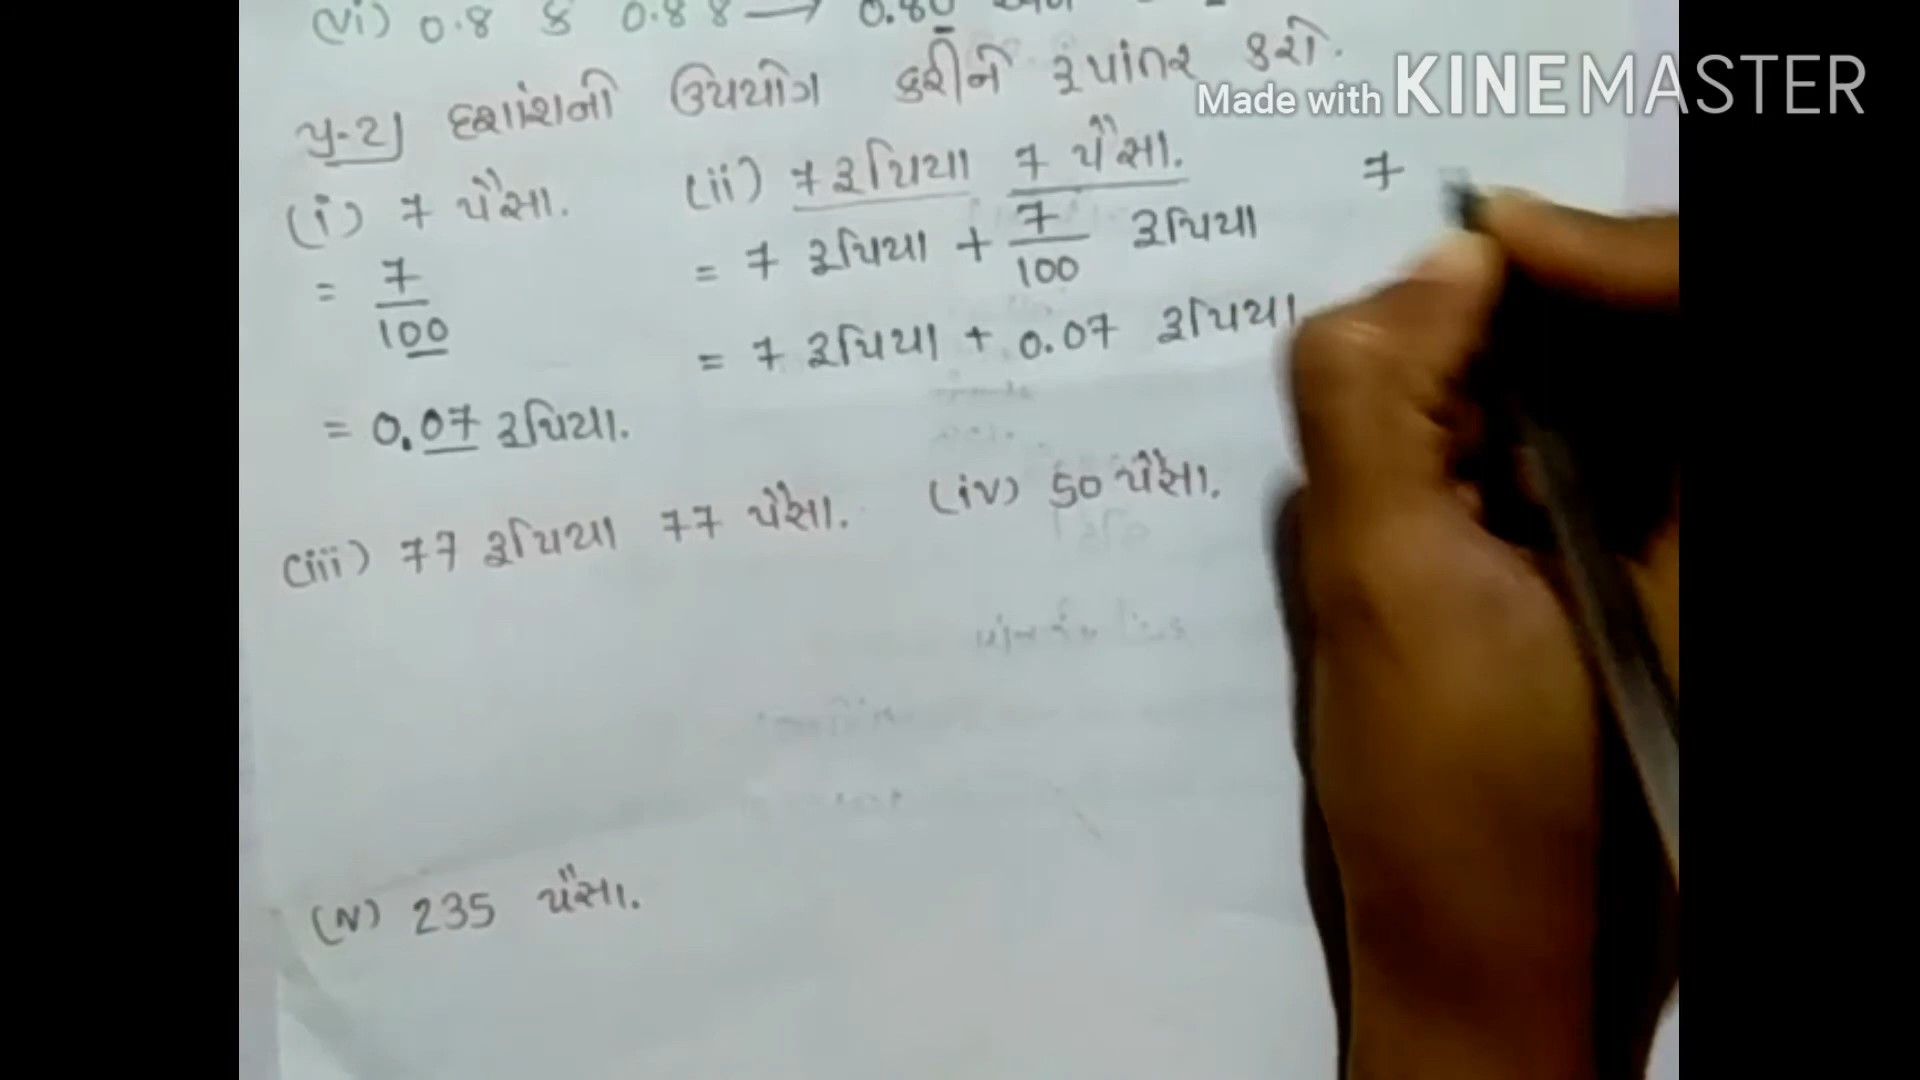 (vi) 0.8 કે 0.88 → 0.80
પ્ર-2) દશાંશનો ઉપયોગ કરીને રૂપાંતર કરો.
Made with KINEMASTER
(i) 7 પૈસા. (ii) 7 રૂપિયા 7 પૈસા. 7
= 7/100 = 7 રૂપિયા + 7/100 રૂપિયા
= 7 રૂપિયા + 0.07 રૂપિયા
= 0.07 રૂપિયા.
(iii) 77 રૂપિયા 77 પૈસા. (iv) 50 પૈસા.
(v) 235 પૈસા.